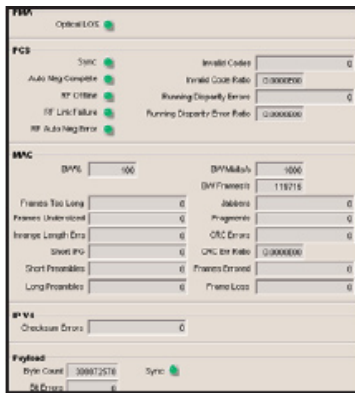 PMA
Optical LOS
PCS
Sync Invalid Codes 0
Auto Neg Complete Invalid Code Ratio 0.0000E00
RF Offline Running Disparity Errors 0
RF Link Failure Running Disparity Error Ratio 0.0000E00
RF Auto Neg Error
MAC
BW% 100 BW Mbits/s 1000
BW Frames/s
Frames Too Long 0 Jabbers 0
Frames Undersized 0 Fragments 0
Inrange Length Errs 0 CRC Errors 0
Short IPG 0 CRC Err Ratio 0.0000E00
Short Preambles 0 Frames Errored 0
Long Preambles 0 Frame Loss 0
IP V4
Checksum Errors 0
Payload
Byte Count Sync
Bit Errors 0